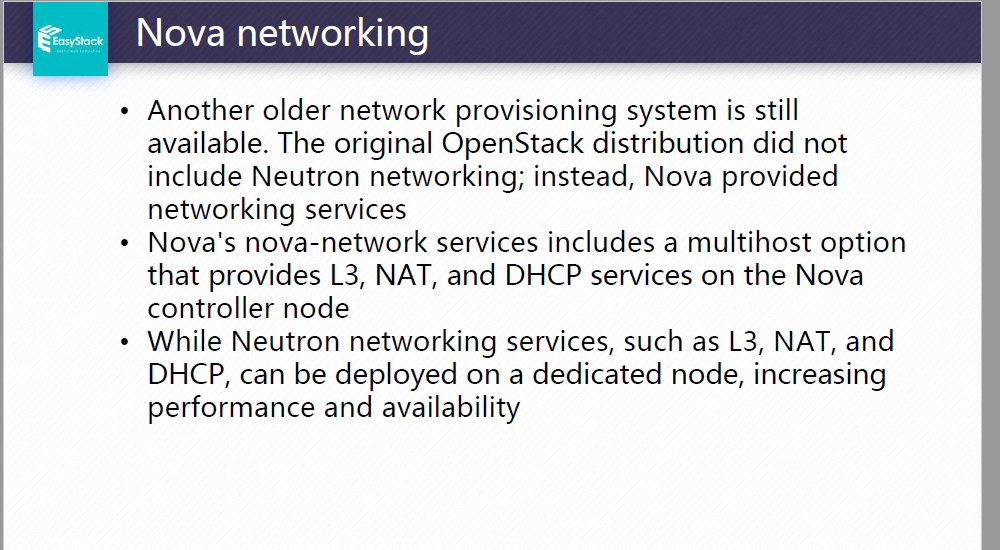 EasyStack
Nova networking
• Another older network provisioning system is still
available. The original OpenStack distribution did not
include Neutron networking; instead, Nova provided
networking services
• Nova's nova-network services includes a multihost option
that provides L3, NAT, and DHCP services on the Nova
controller node
• While Neutron networking services, such as L3, NAT, and
DHCP, can be deployed on a dedicated node, increasing
performance and availability